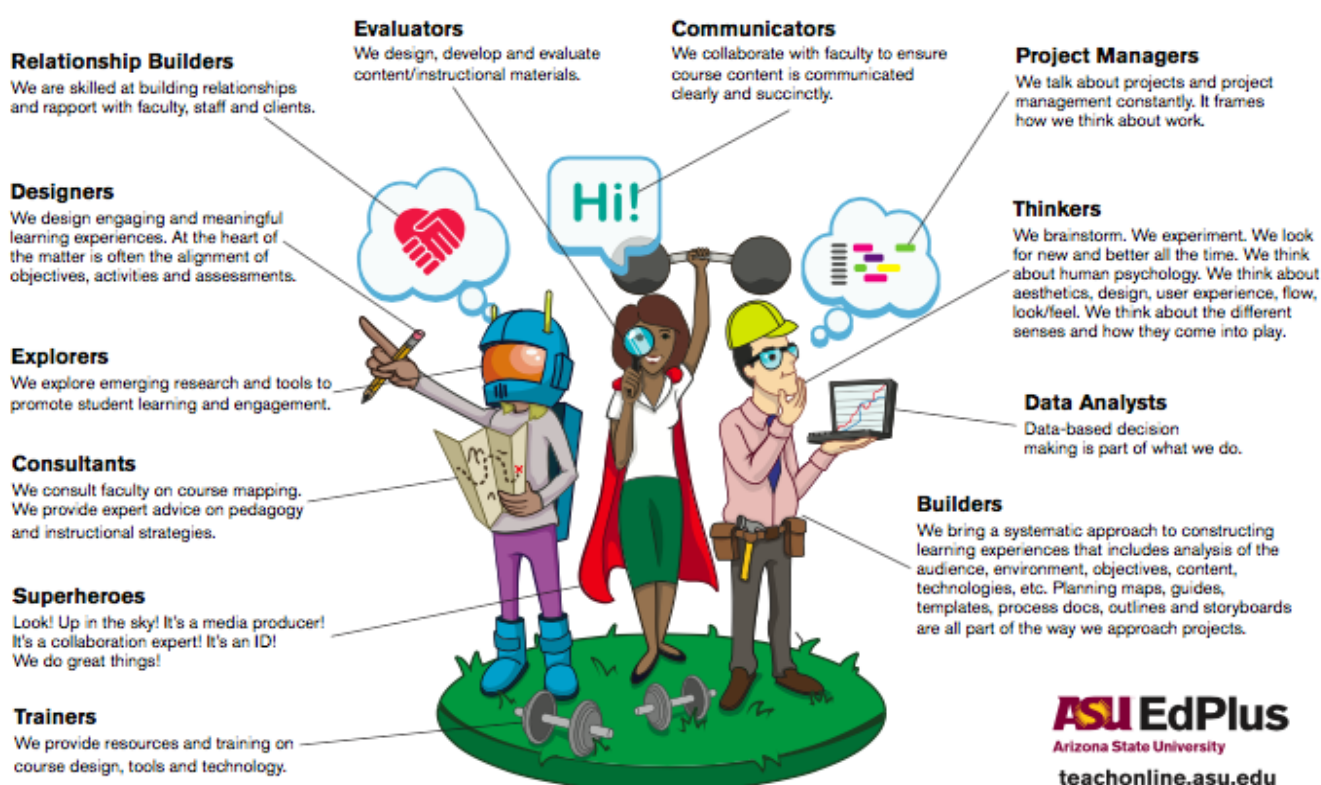 Relationship Builders
We are skilled at building relationships
and rapport with faculty, staff and clients.
Designers
We design engaging and meaningful
learning experiences. At the heart of
the matter is often the alignment of
objectives, activities and assessments.
Explorers
We explore emerging research and tools to
promote student learning and engagement.
Consultants
We consult faculty on course mapping.
We provide expert advice on pedagogy
and instructional strategies.
Superheroes
Look! Up in the sky! It's a media producer!
It's a collaboration expert! It's an ID!
We do great things!
Trainers
We provide resources and training on
course design, tools and technology.
Evaluators
We design, develop and evaluate
content/instructional materials.
Communicators
We collaborate with faculty to ensure
course content is communicated
clearly and succinctly.
Hi!
Project Managers
We talk about projects and project
management constantly. It frames
how we think about work.
Thinkers
We brainstorm. We experiment. We look
for new and better all the time. We think
about human psychology. We think about
aesthetics, design, user experience, flow,
look/feel. We think about the different
senses and how they come into play.
Data Analysts
Data-based decision
making is part of what we do.
Builders
We bring a systematic approach to constructing
learning experiences that includes analysis of the
audience, environment, objectives, content,
technologies, etc. Planning maps, guides,
templates, process docs, outlines and storyboards
are all part of the way we approach projects.
ASU EdPlus
Arizona State University
teachonline.asu.edu